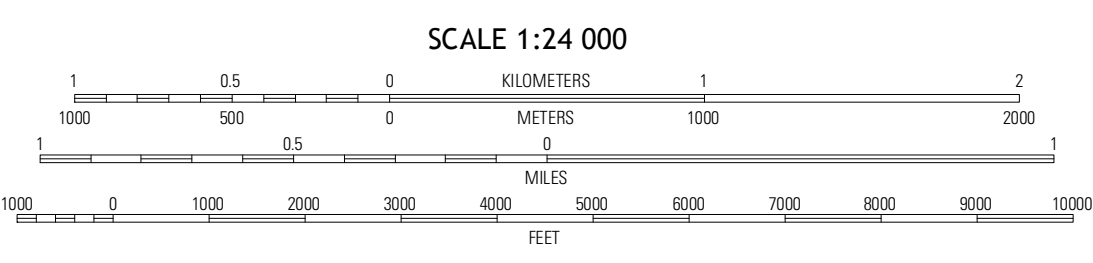 SCALE 1:24 000
1 0.5 0 KILOMETERS 1 2
1000 500 0 METERS 1000 2000
1 0.5 0 1
MILES
1000 0 1000 2000 3000 4000 5000 6000 7000 8000 9000 10000
FEET